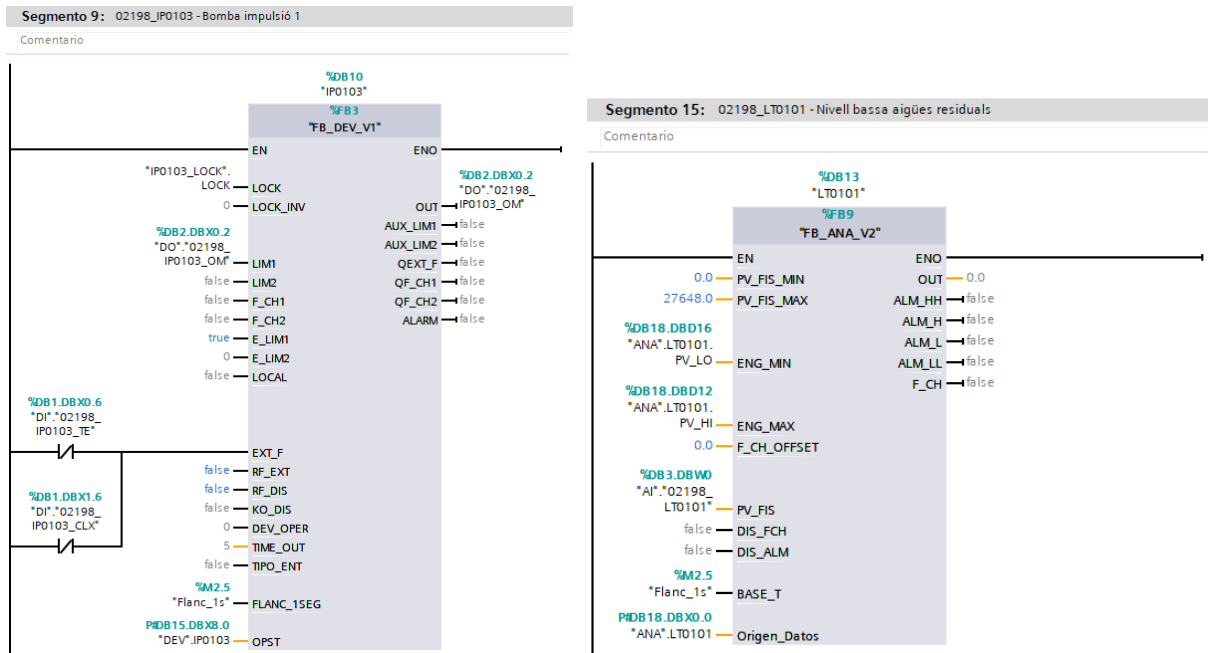 Segmento 9: 02198_IP0103 - Bomba impulsió 1
Comentario
%DB10
"IP0103"
%FB3
"FB_DEV_V1"
EN ENO
"IP0103_LOCK".
LOCK LOCK
0 LOCK_INV
%DB2.DBX0.2
"DO"."02198_
IP0103_OM"
OUT
AUX_LIM1 false
AUX_LIM2 false
QEXT_F false
QF_CH1 false
QF_CH2 false
ALARM false
%DB2.DBX0.2
"DO"."02198_
IP0103_OM" LIM1
false LIM2
false F_CH1
false F_CH2
true E_LIM1
0 E_LIM2
false LOCAL
%DB1.DBX0.6
"DI"."02198_
IP0103_TE"
EXT_F
false RF_EXT
false RF_DIS
%DB1.DBX1.6
"DI"."02198_
IP0103_CLX"
false KO_DIS
0 DEV_OPER
5 TIME_OUT
false TIPO_ENT
%M2.5
"Flanc_1s" FLANC_1SEG
P#DB15.DBX8.0
"DEV".IP0103 OPST
Segmento 15: 02198_LT0101 - Nivell bassa aigües residuals
Comentario
%DB13
"LT0101"
%FB9
"FB_ANA_V2"
EN ENO
0.0 PV_FIS_MIN OUT 0.0
27648.0 PV_FIS_MAX ALM_HH false
ALM_H false
ALM_L false
ALM_LL false
F_CH false
%DB18.DBD16
"ANA".LT0101.
PV_LO ENG_MIN
%DB18.DBD12
"ANA".LT0101.
PV_HI ENG_MAX
0.0 F_CH_OFFSET
%DB3.DBW0
"AI"."02198_
LT0101" PV_FIS
false DIS_FCH
false DIS_ALM
%M2.5
"Flanc_1s" BASE_T
P#DB18.DBX0.0
"ANA".LT0101 Origen_Datos